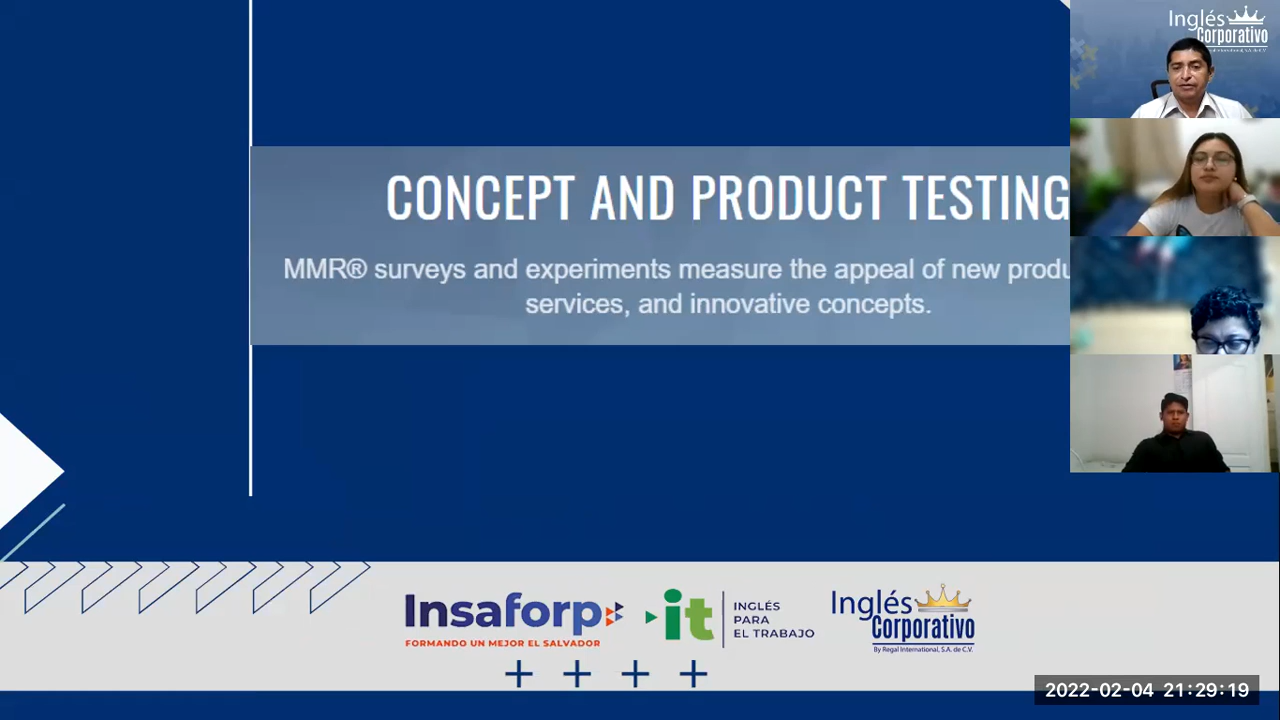 CONCEPT AND PRODUCT TESTING
MMR® surveys and experiments measure the appeal of new produ
services, and innovative concepts.
Insaforp
FORMANDO UN MEJOR EL SALVADOR
it
INGLÉS
PARA
EL TRABAJO
Inglés
Corporativo
By Regal International, S.A. de C.V.
Inglés
Corporativo
2022-02-04 21:29:19